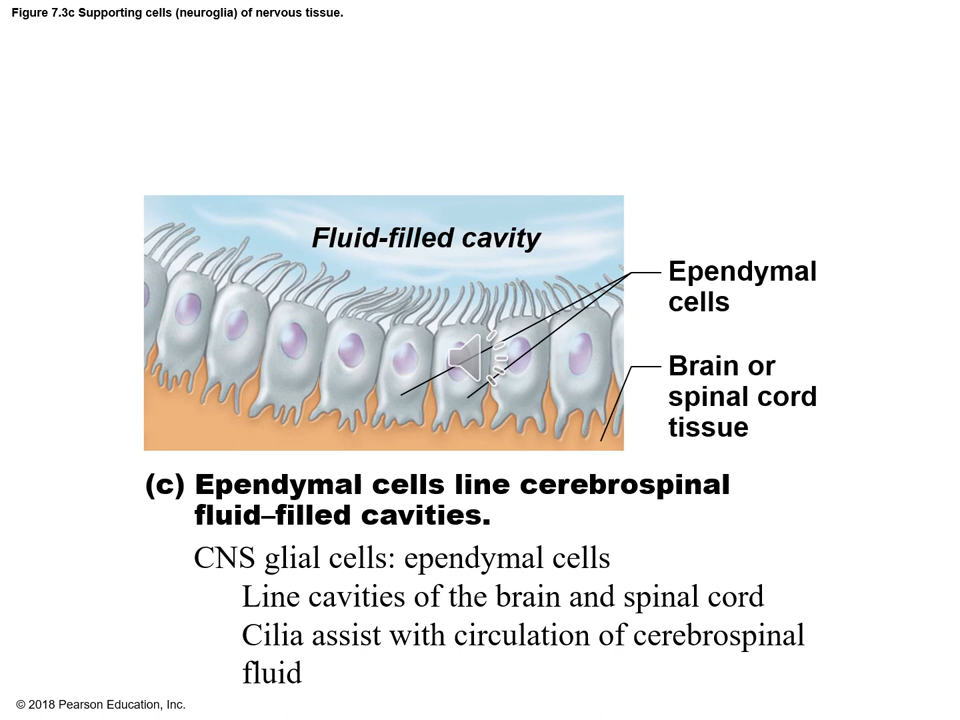 Figure 7.3c Supporting cells (neuroglia) of nervous tissue.
Fluid-filled cavity
Ependymal
cells
Brain or
spinal cord
tissue
(c) Ependymal cells line cerebrospinal
fluid–filled cavities.
CNS glial cells: ependymal cells
Line cavities of the brain and spinal cord
Cilia assist with circulation of cerebrospinal
fluid
© 2018 Pearson Education, Inc.